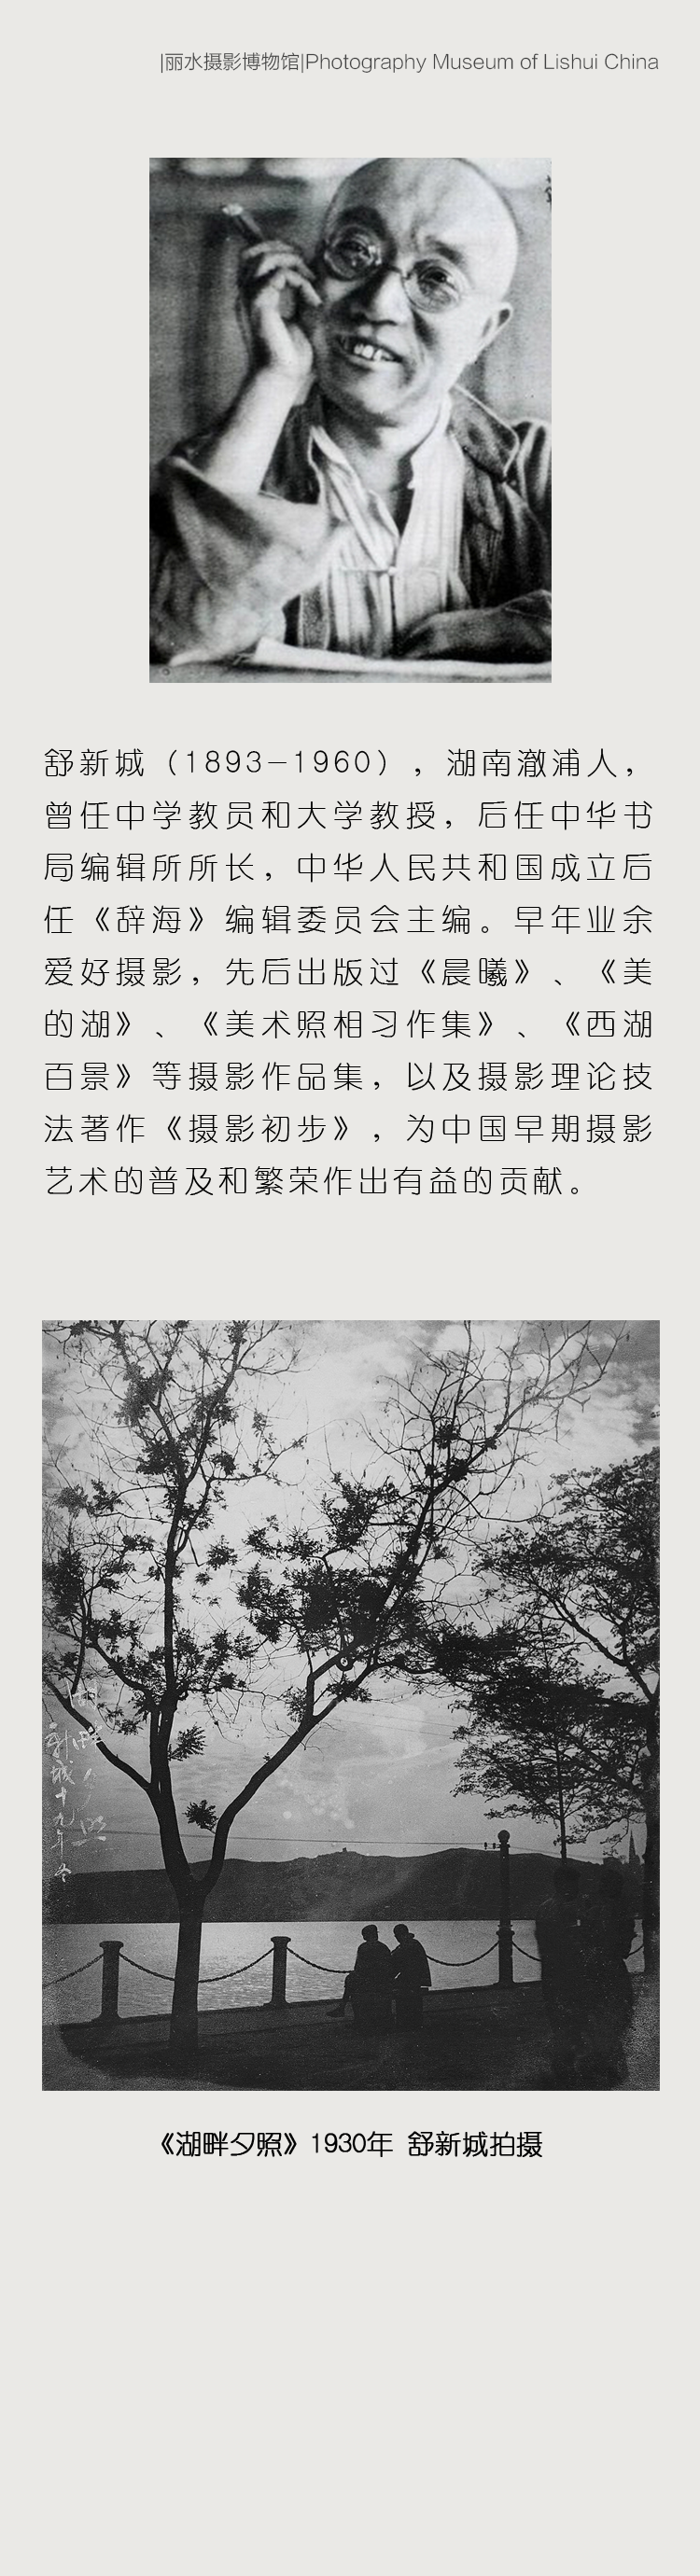 |丽水摄影博物馆|Photography Museum of Lishui China
舒新城（1893-1960），湖南溆浦人，
曾任中学教员和大学教授，后任中华书
局编辑所所长，中华人民共和国成立后
任《辞海》编辑委员会主编。早年业余
爱好摄影，先后出版过《晨曦》、《美
的湖》、《美术照相习作集》、《西湖
百景》等摄影作品集，以及摄影理论技
法著作《摄影初步》，为中国早期摄影
艺术的普及和繁荣作出有益的贡献。
湖畔夕照
新城十九年冬
《湖畔夕照》1930年 舒新城拍摄